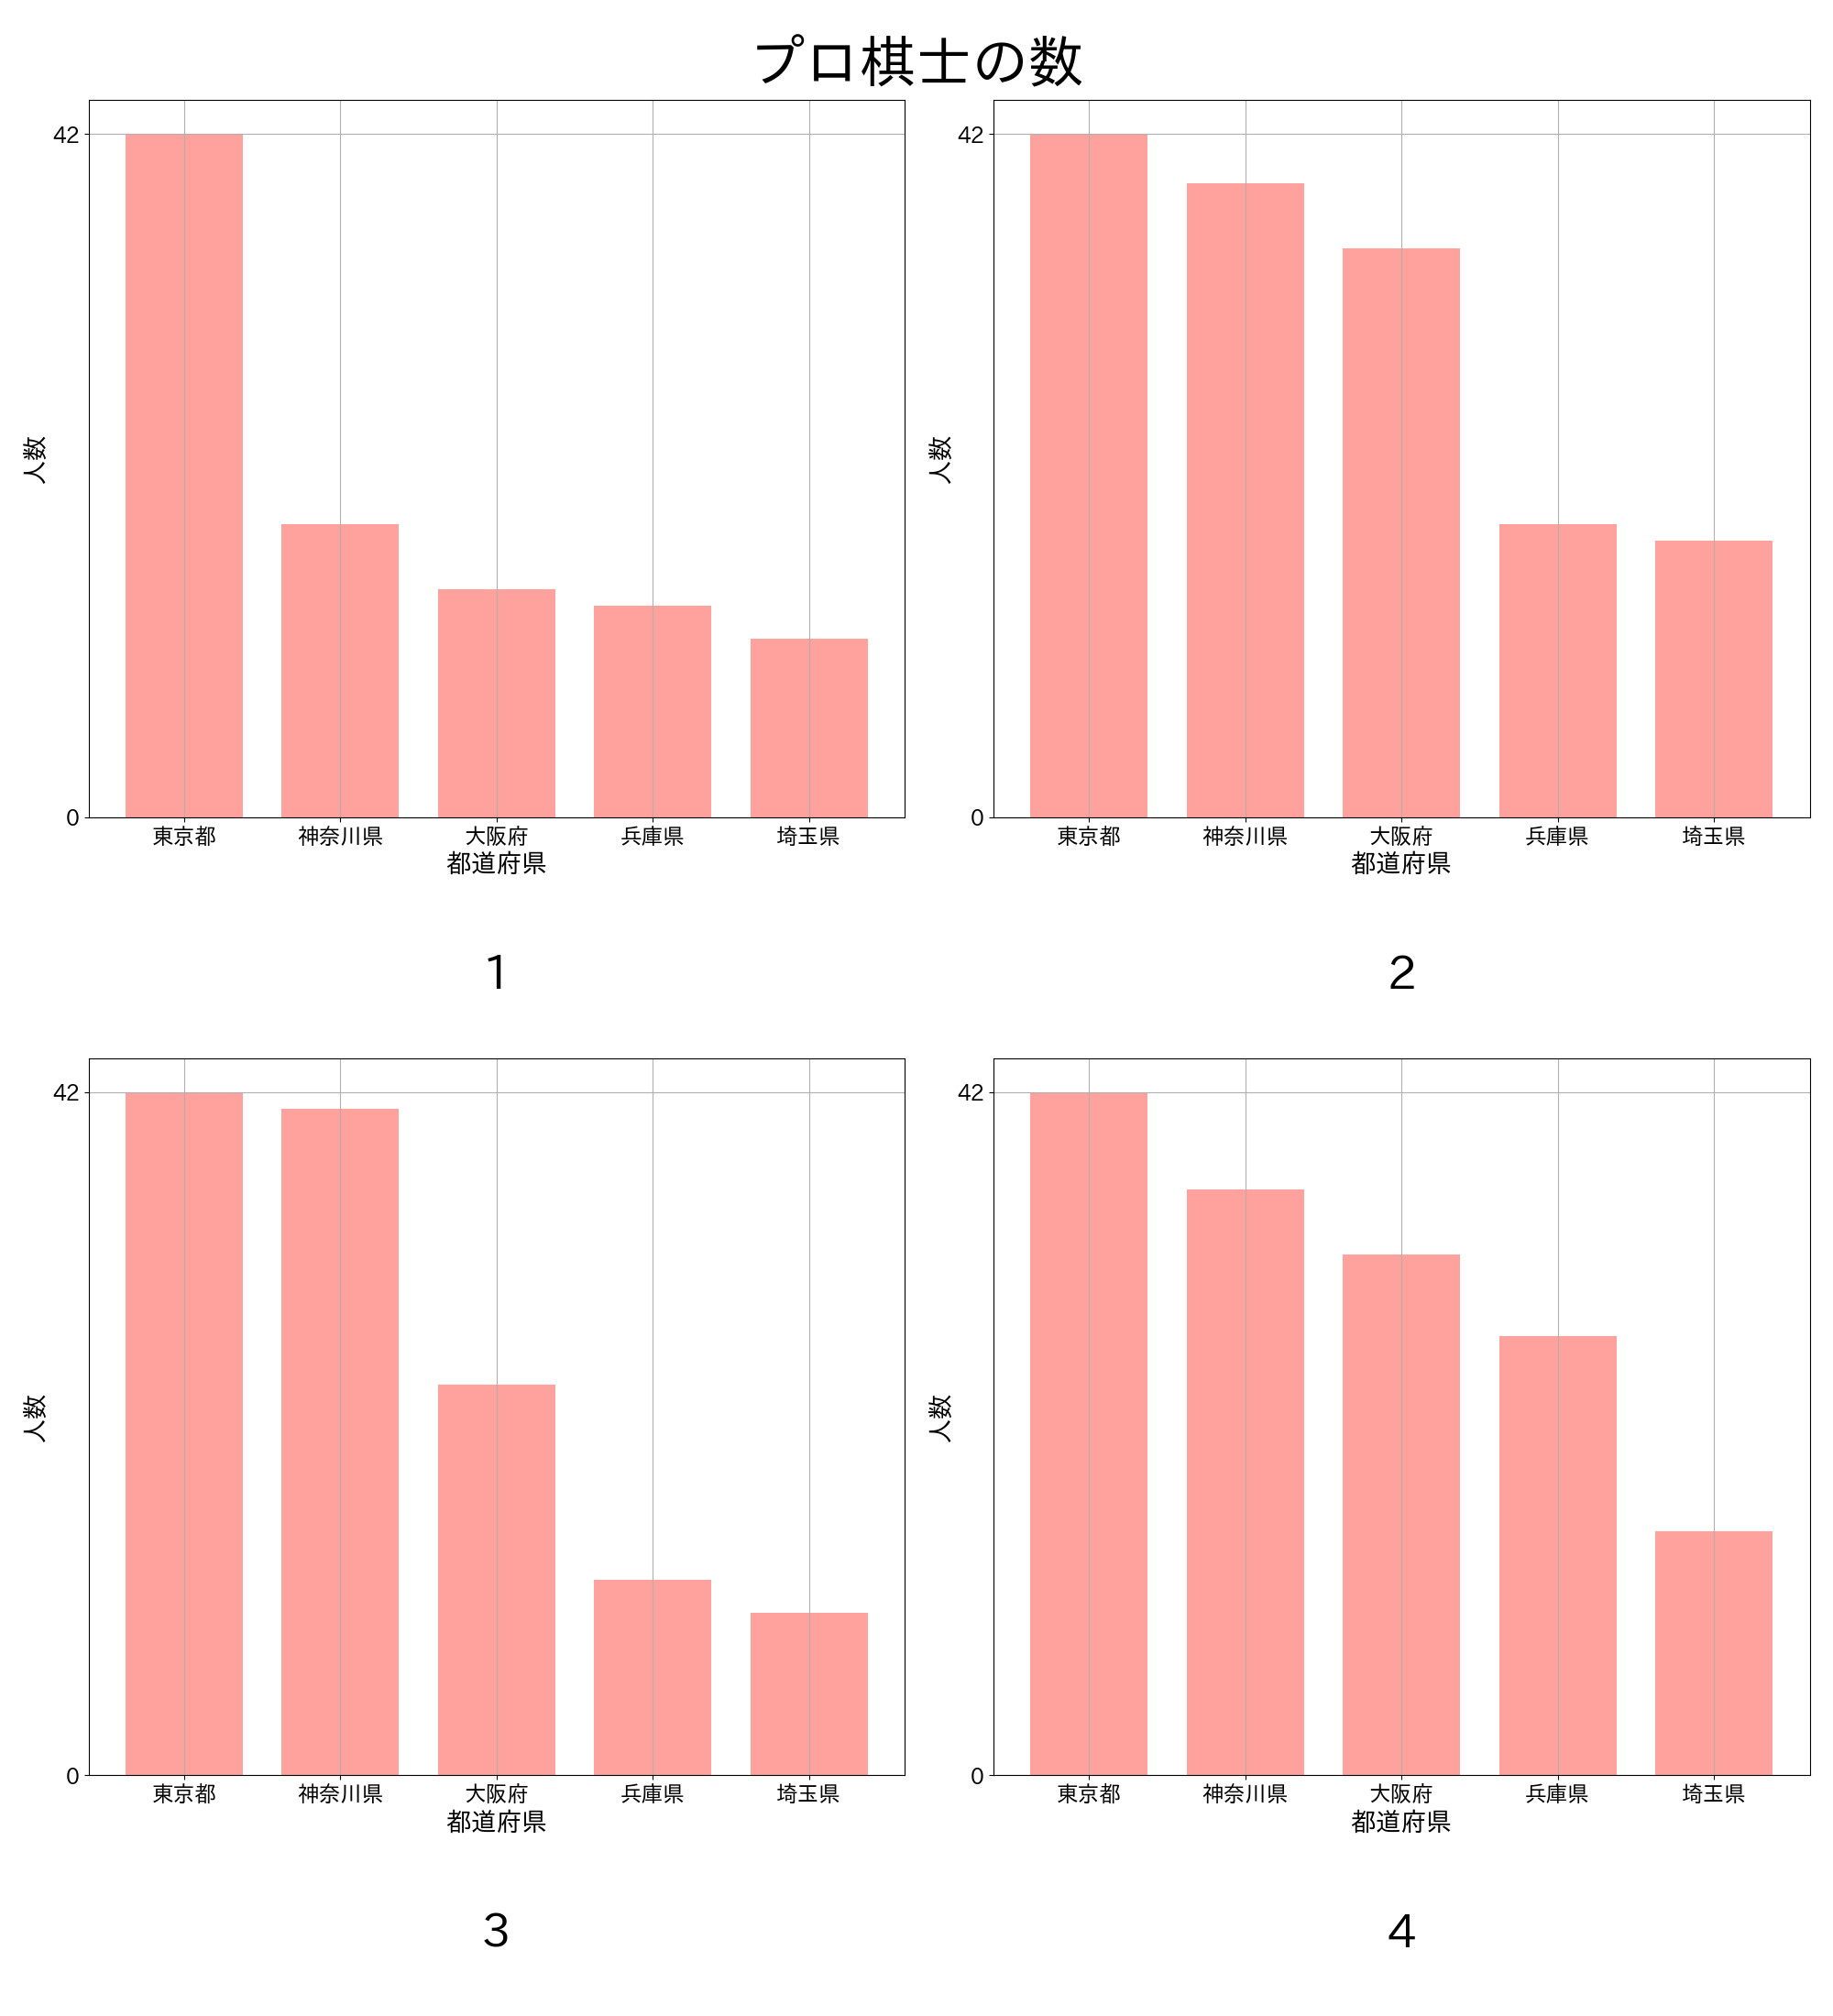 プロ棋士の数
42
0
人数
東京都 神奈川県 大阪府 兵庫県 埼玉県
都道府県
1
42
0
人数
東京都 神奈川県 大阪府 兵庫県 埼玉県
都道府県
2
42
0
人数
東京都 神奈川県 大阪府 兵庫県 埼玉県
都道府県
3
42
0
人数
東京都 神奈川県 大阪府 兵庫県 埼玉県
都道府県
4